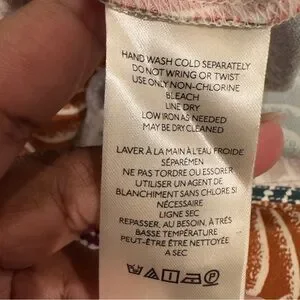 HAND WASH COLD SEPARATELY
DO NOT WRING OR TWIST
USE ONLY NON-CHLORINE
BLEACH
LINE DRY
LOW IRON AS NEEDED
MAY BE DRY CLEANED
LAVER À LA MAIN À L'EAU FROIDE
SÉPARÉMEN
NE PAS TORDRE OU ESSORER
UTILISER UN AGENT DE
BLANCHIMENT SANS CHLORE SI
NÉCESSAIRE
LIGNE SEC
REPASSER, AU BESOIN, À TRÈS
BASSE TEMPÉRATURE
PEUT-ÊTRE ÊTRE NETTOYÉE
A SEC